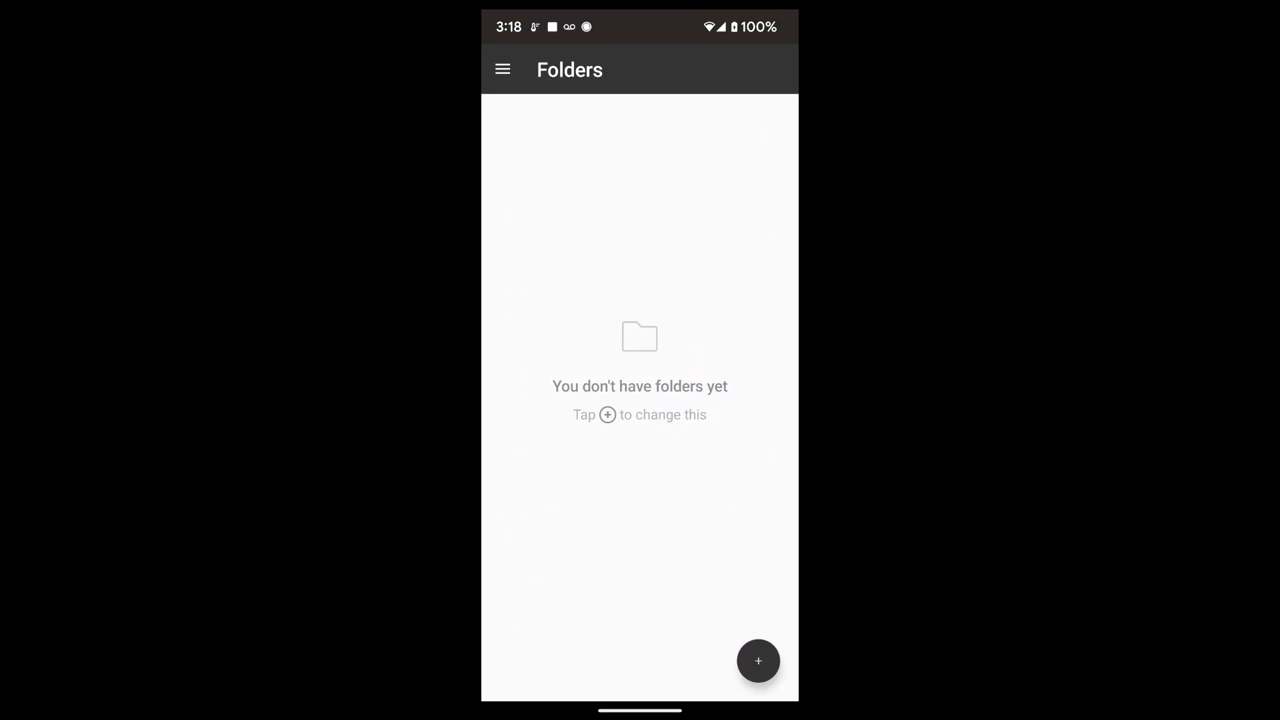 3:18 100%
Folders
You don't have folders yet
Tap + to change this
+